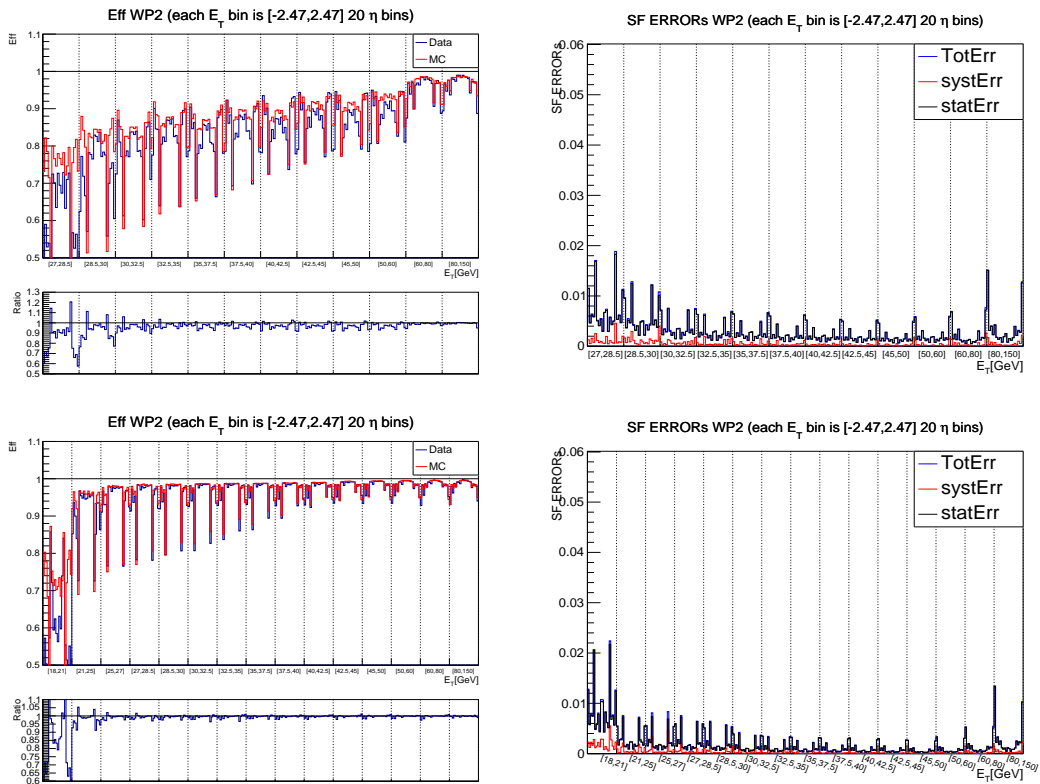 Eff WP2 (each E_T bin is [-2.47,2.47] 20 η bins)
Eff
1.1
1
0.9
0.8
0.7
0.6
0.5
Data
MC
[27,28.5] [28.5,30] [30,32.5] [32.5,35] [35,37.5] [37.5,40] [40,42.5] [42.5,45] [45,50] [50,60] [60,80] [80,150]
E_T[GeV]
Ratio
1.3
1.2
1.1
1
0.9
0.8
0.7
0.6
0.5
SF ERRORs WP2 (each E_T bin is [-2.47,2.47] 20 η bins)
SF ERRORs
0.06
0.05
0.04
0.03
0.02
0.01
0
TotErr
systErr
statErr
[27,28.5] [28.5,30] [30,32.5] [32.5,35] [35,37.5] [37.5,40] [40,42.5] [42.5,45] [45,50] [50,60] [60,80] [80,150]
E_T[GeV]
Eff WP2 (each E_T bin is [-2.47,2.47] 20 η bins)
Eff
1.1
1
0.9
0.8
0.7
0.6
0.5
Data
MC
[18,21] [21,25] [25,27] [27,28.5] [28.5,30] [30,32.5] [32.5,35] [35,37.5] [37.5,40] [40,42.5] [42.5,45] [45,50] [50,60] [60,80] [80,150]
E_T[GeV]
Ratio
1.1
1.05
1
0.95
0.9
0.85
0.8
0.75
0.7
0.65
0.6
SF ERRORs WP2 (each E_T bin is [-2.47,2.47] 20 η bins)
SF ERRORs
0.06
0.05
0.04
0.03
0.02
0.01
0
TotErr
systErr
statErr
[18,21] [21,25] [25,27] [27,28.5] [28.5,30] [30,32.5] [32.5,35] [35,37.5] [37.5,40] [40,42.5] [42.5,45] [45,50] [50,60] [60,80] [80,150]
E_T[GeV]